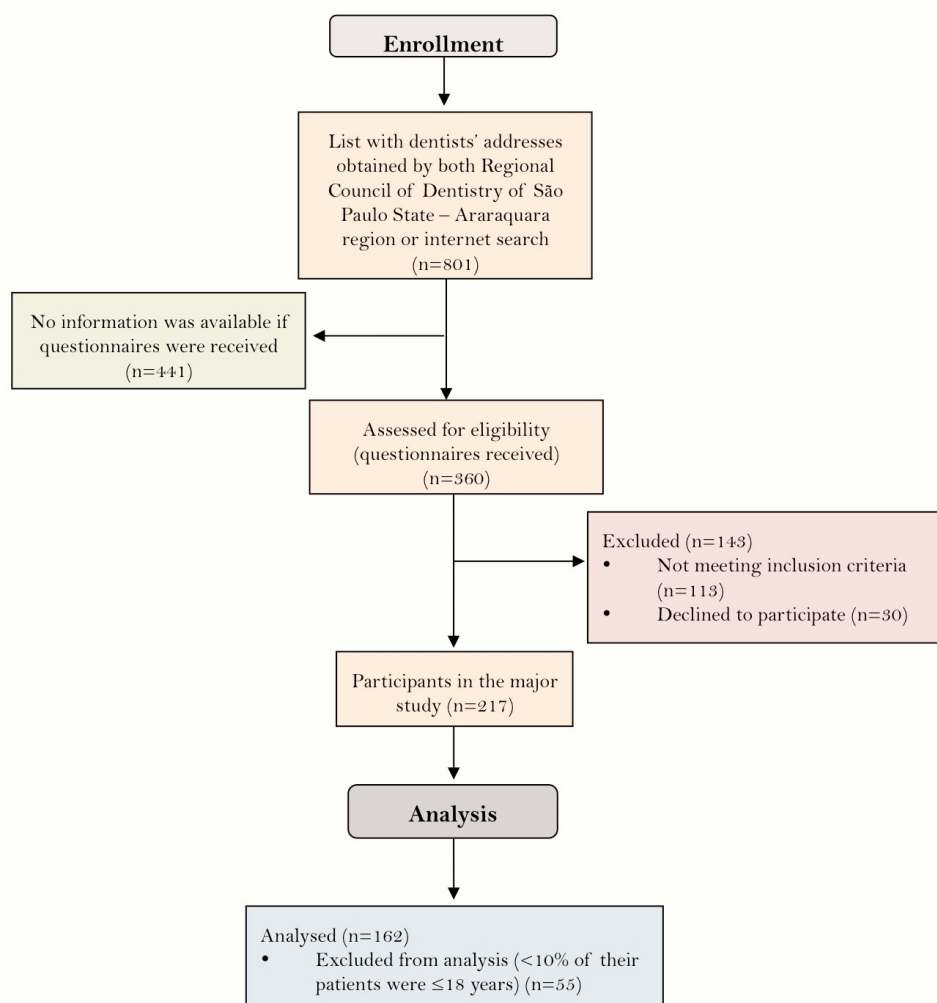 Enrollment
List with dentists' addresses
obtained by both Regional
Council of Dentistry of São
Paulo State – Araraquara
region or internet search
(n=801)
No information was available if
questionnaires were received
(n=441)
Assessed for eligibility
(questionnaires received)
(n=360)
Excluded (n=143)
• Not meeting inclusion criteria
(n=113)
• Declined to participate (n=30)
Participants in the major
study (n=217)
Analysis
Analysed (n=162)
• Excluded from analysis (<10% of their
patients were ≤18 years) (n=55)